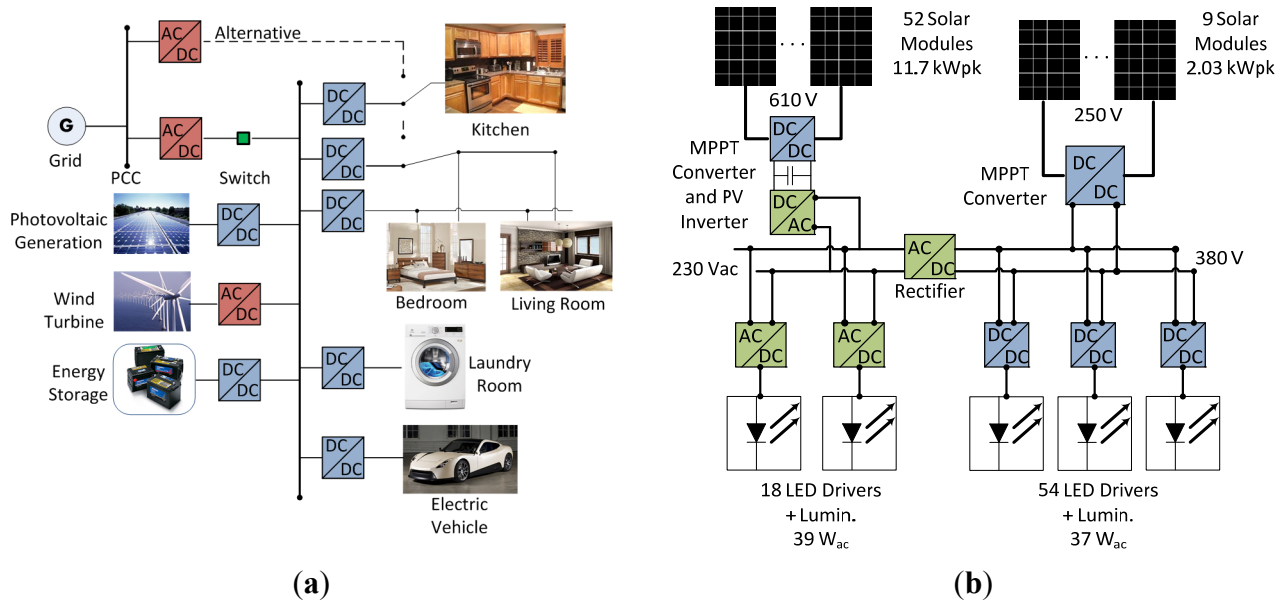 AC
DC
Alternative
G
Grid
AC
DC
PCC
Switch
DC
DC
Kitchen
DC
DC
DC
DC
Photovoltaic
Generation
DC
DC
Bedroom
Living Room
Wind
Turbine
AC
DC
Energy
Storage
DC
DC
DC
DC
Laundry
Room
DC
DC
Electric
Vehicle
(a)
52 Solar
Modules
11.7 kWpk
9 Solar
Modules
2.03 kWpk
610 V
250 V
DC
DC
MPPT
Converter
and PV
Inverter
DC
AC
MPPT
Converter
DC
DC
230 Vac
AC
DC
Rectifier
380 V
AC
DC
AC
DC
DC
DC
DC
DC
DC
DC
18 LED Drivers
+ Lumin.
39 Wac
54 LED Drivers
+ Lumin.
37 Wac
(b)